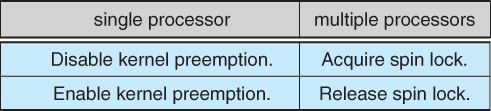 single processor multiple processors
Disable kernel preemption. Acquire spin lock.
Enable kernel preemption. Release spin lock.